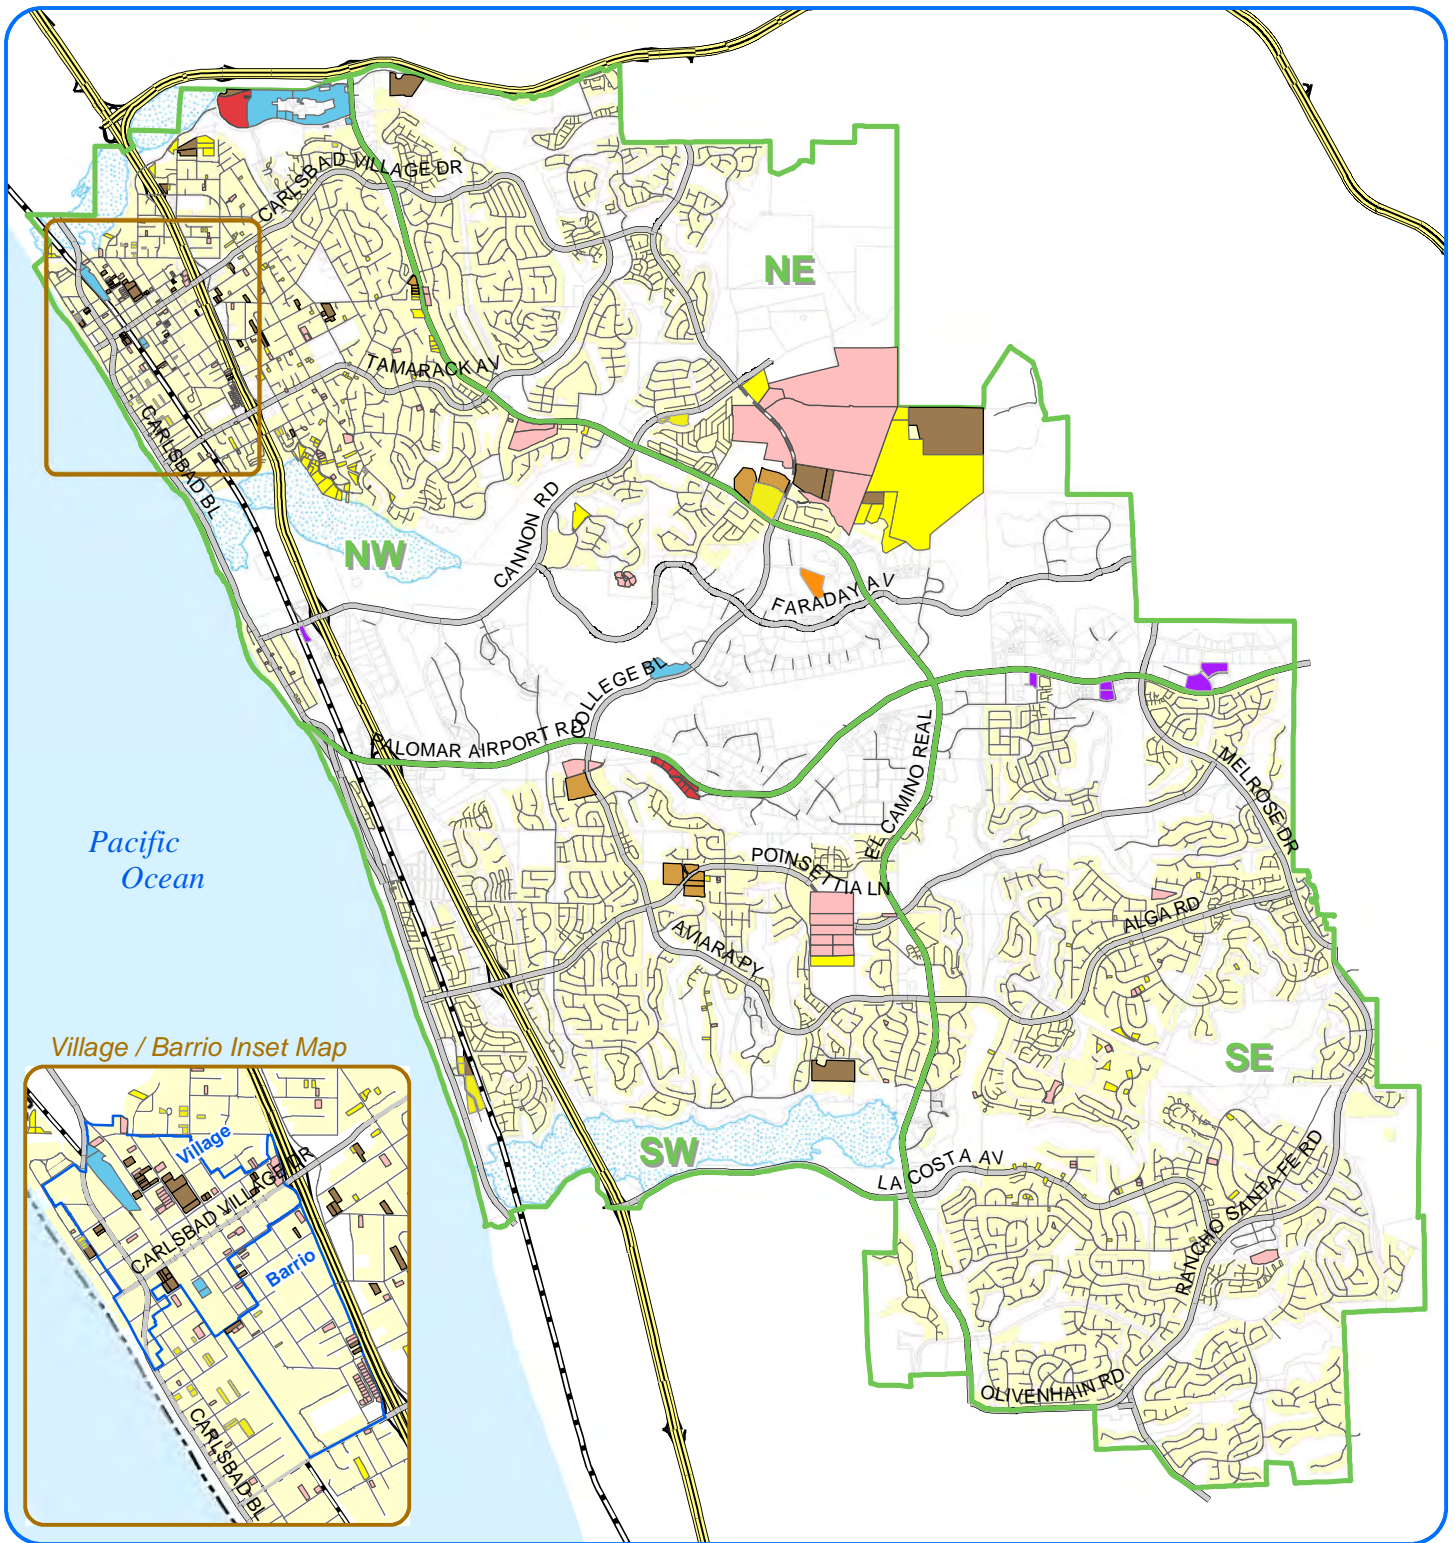 CARLSBAD VILLAGE DR
NE
TAMARACK AV
CARLSBAD BL
NW
CANNON RD
FARADAY AV
COLLEGE BL
PALOMAR AIRPORT RD
EL CAMINO REAL
MELROSE DR
Pacific
Ocean
POINSETTIA LN
ALGA RD
AVIARA PY
Village / Barrio Inset Map
SE
SW
LA COSTA AV
RANCHO SANTA FE RD
OLIVENHAIN RD
Village
CARLSBAD VILLAGE DR
Barrio
CARLSBAD BL